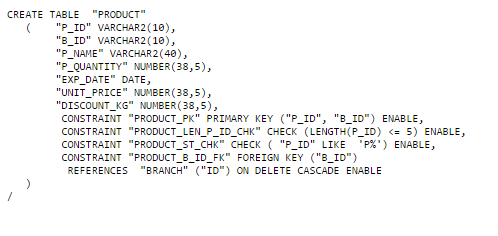 CREATE TABLE  "PRODUCT"
   (    "P_ID" VARCHAR2(10),
        "B_ID" VARCHAR2(10),
        "P_NAME" VARCHAR2(40),
        "P_QUANTITY" NUMBER(38,5),
        "EXP_DATE" DATE,
        "UNIT_PRICE" NUMBER(38,5),
        "DISCOUNT_KG" NUMBER(38,5),
         CONSTRAINT "PRODUCT_PK" PRIMARY KEY ("P_ID", "B_ID") ENABLE,
         CONSTRAINT "PRODUCT_LEN_P_ID_CHK" CHECK (LENGTH(P_ID) <= 5) ENABLE,
         CONSTRAINT "PRODUCT_ST_CHK" CHECK ( "P_ID" LIKE  'P%') ENABLE,
         CONSTRAINT "PRODUCT_B_ID_FK" FOREIGN KEY ("B_ID")
          REFERENCES  "BRANCH" ("ID") ON DELETE CASCADE ENABLE
   )
/